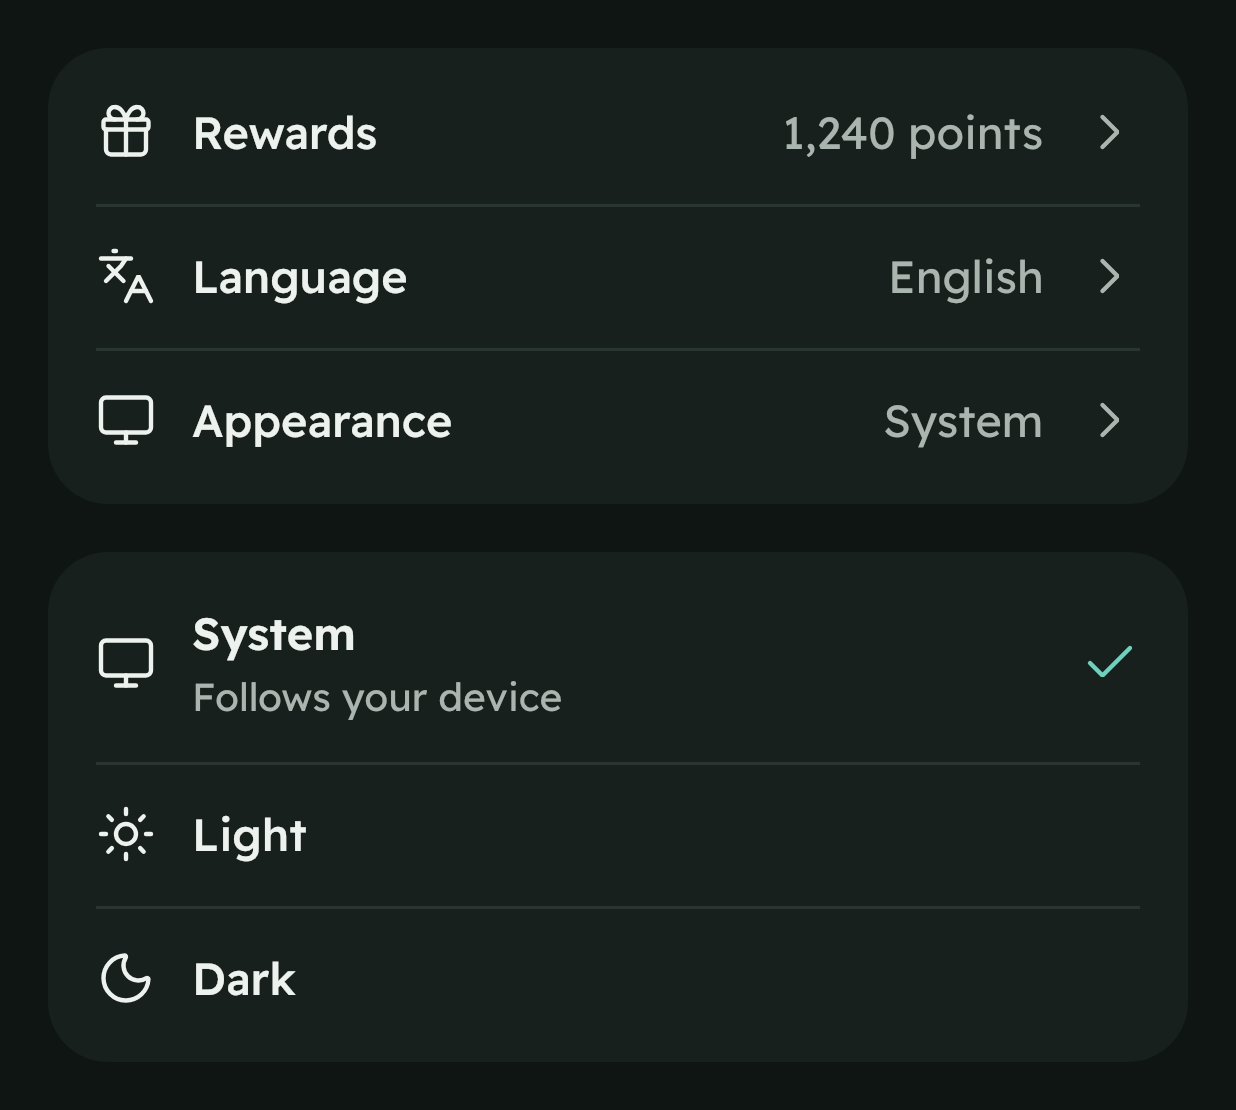 Rewards 1,240 points
Language English
Appearance System
System
Follows your device
Light
Dark